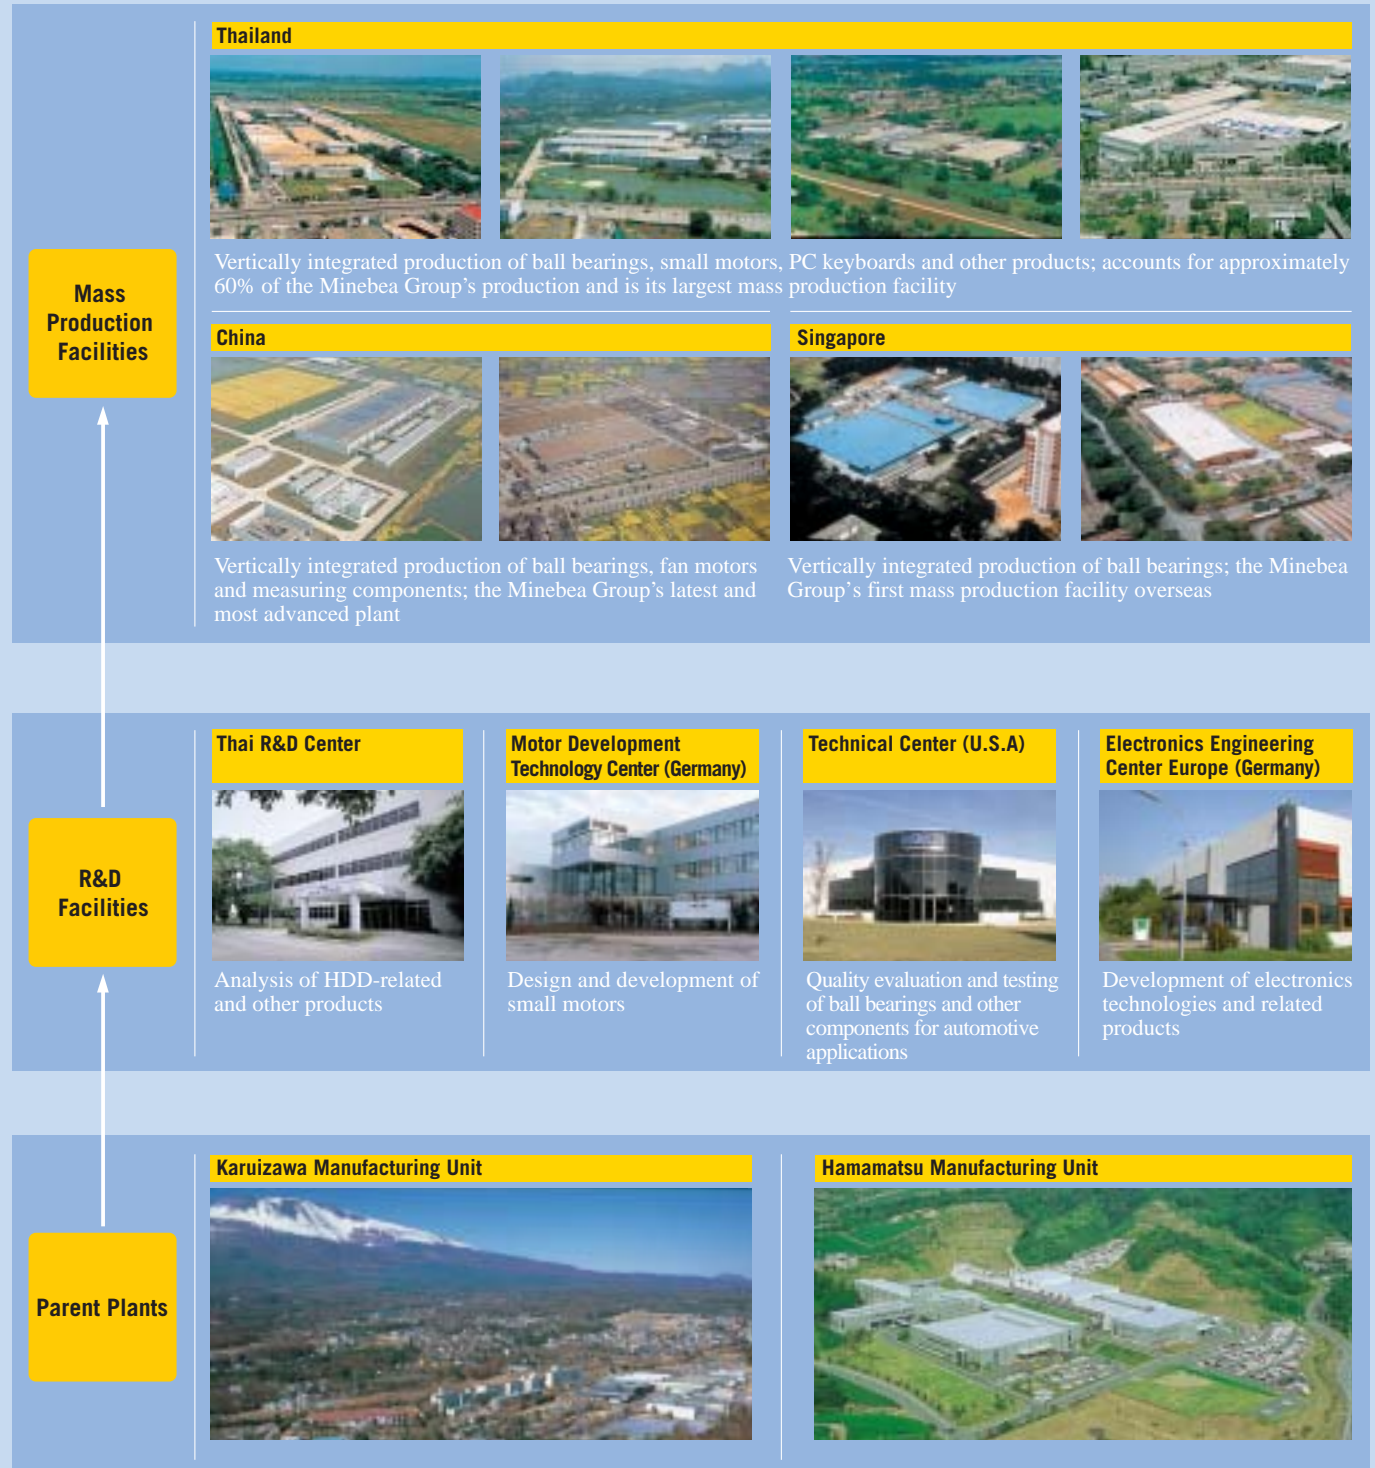 Thailand
Vertically integrated production of ball bearings, small motors, PC keyboards and other products; accounts for approximately
60% of the Minebea Group's production and is its largest mass production facility
Mass
Production
Facilities
China
Vertically integrated production of ball bearings, fan motors
and measuring components; the Minebea Group's latest and
most advanced plant
Singapore
Vertically integrated production of ball bearings; the Minebea
Group's first mass production facility overseas
R&D
Facilities
Thai R&D Center
Analysis of HDD-related
and other products
Motor Development
Technology Center (Germany)
Design and development of
small motors
Technical Center (U.S.A)
Quality evaluation and testing
of ball bearings and other
components for automotive
applications
Electronics Engineering
Center Europe (Germany)
Development of electronics
technologies and related
products
Parent Plants
Karuizawa Manufacturing Unit
Hamamatsu Manufacturing Unit